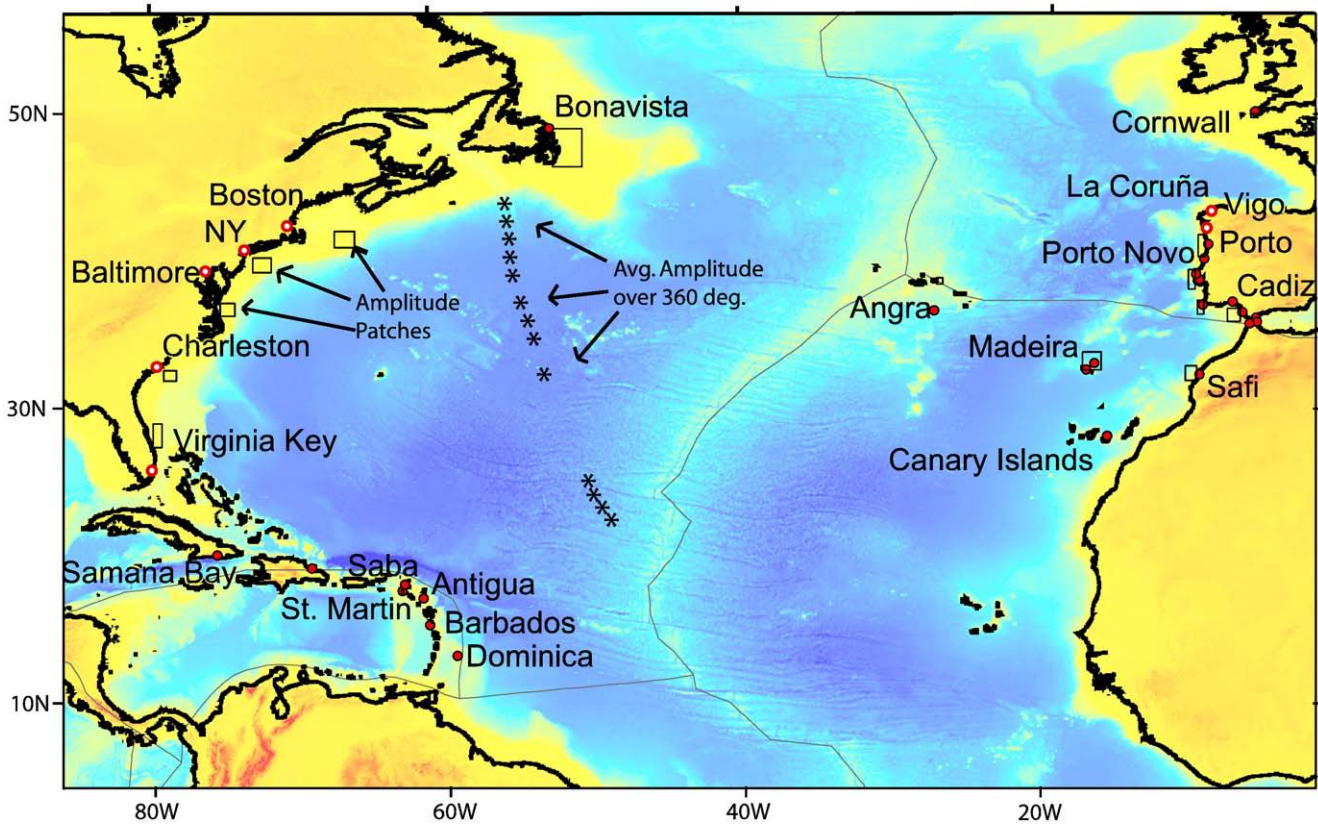 50N
30N
10N
80W
60W
40W
20W
Bonavista
Boston
NY
Baltimore
Charleston
Virginia Key
Amplitude
Patches
Avg. Amplitude
over 360 deg.
Cornwall
La Coruña
Vigo
Porto Novo
Porto
Cadiz
Angra
Madeira
Safi
Canary Islands
Samana Bay
Saba
Antigua
St. Martin
Barbados
Dominica